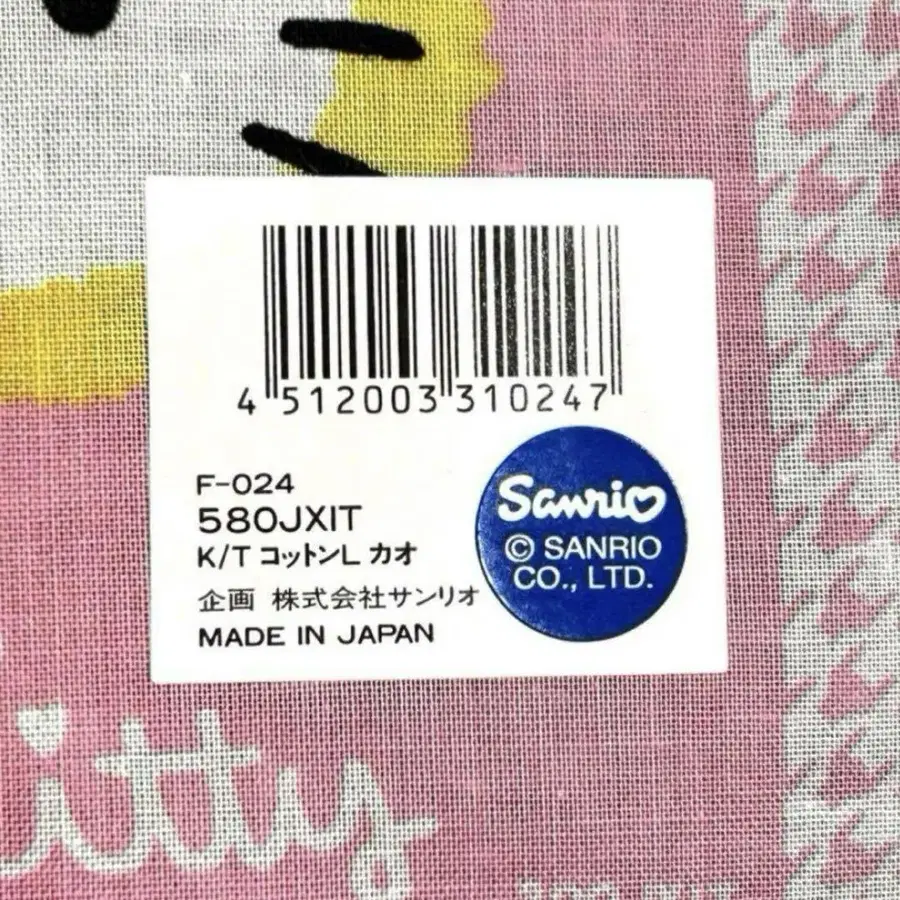 4 512003 310247
F-024
580JXIT
K/T コットンL カオ
企画 株式会社サンリオ
MADE IN JAPAN
Sanrio
© SANRIO
CO., LTD.
itty